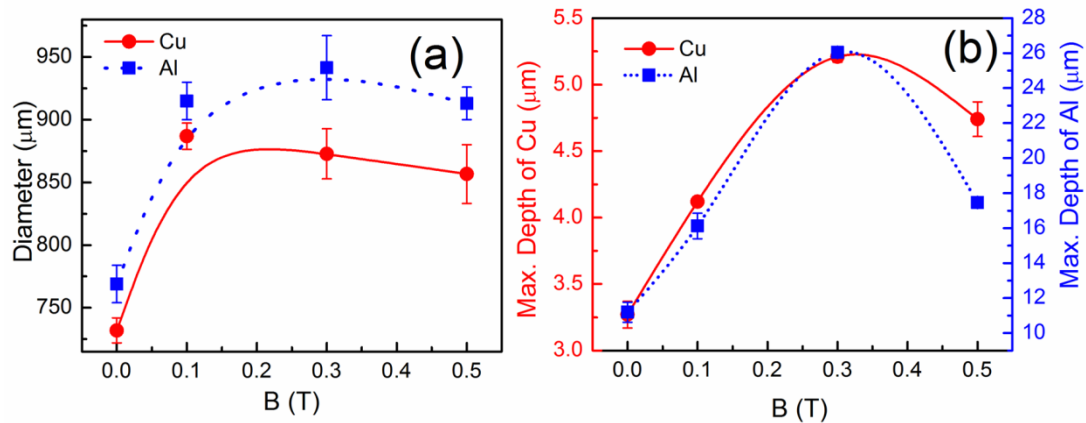 Diameter (μm)
950
900
850
800
750
Cu
Al
(a)
0.0 0.1 0.2 0.3 0.4 0.5
B (T)
Max. Depth of Cu (μm)
5.5
5.0
4.5
4.0
3.5
3.0
Cu
Al
(b)
28
26
24
22
20
18
16
14
12
10
Max. Depth of Al (μm)
0.0 0.1 0.2 0.3 0.4 0.5
B (T)